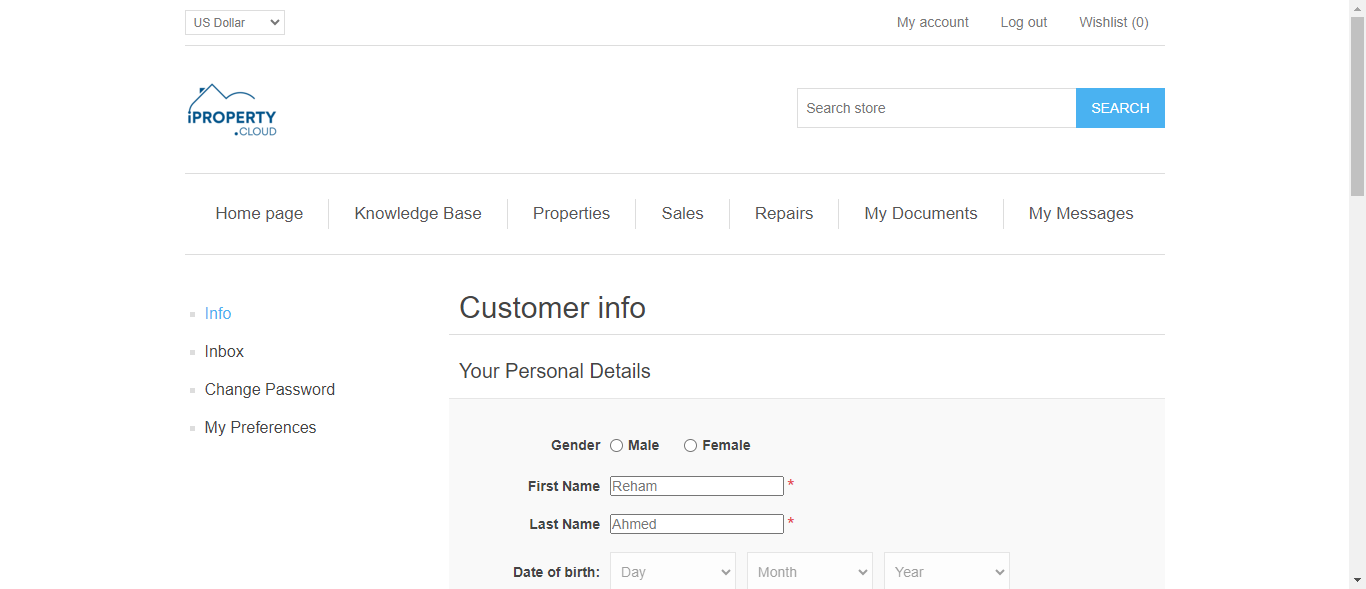 US Dollar
My account Log out Wishlist (0)
iPROPERTY
.CLOUD
Search store SEARCH
Home page Knowledge Base Properties Sales Repairs My Documents My Messages
Info
Inbox
Change Password
My Preferences
Customer info
Your Personal Details
Gender Male Female
First Name Reham *
Last Name Ahmed *
Date of birth: Day Month Year